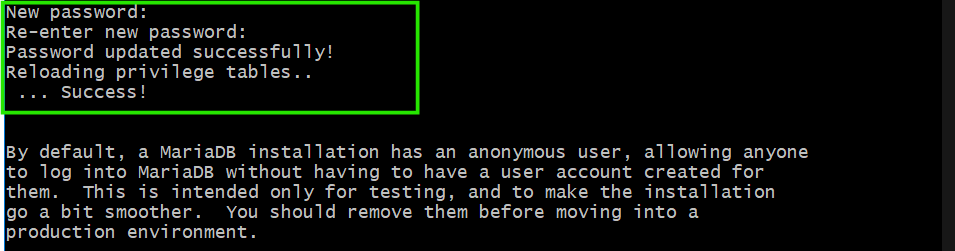 New password:
Re-enter new password:
Password updated successfully!
Reloading privilege tables..
 ... Success!
By default, a MariaDB installation has an anonymous user, allowing anyone
to log into MariaDB without having to have a user account created for
them.  This is intended only for testing, and to make the installation
go a bit smoother.  You should remove them before moving into a
production environment.